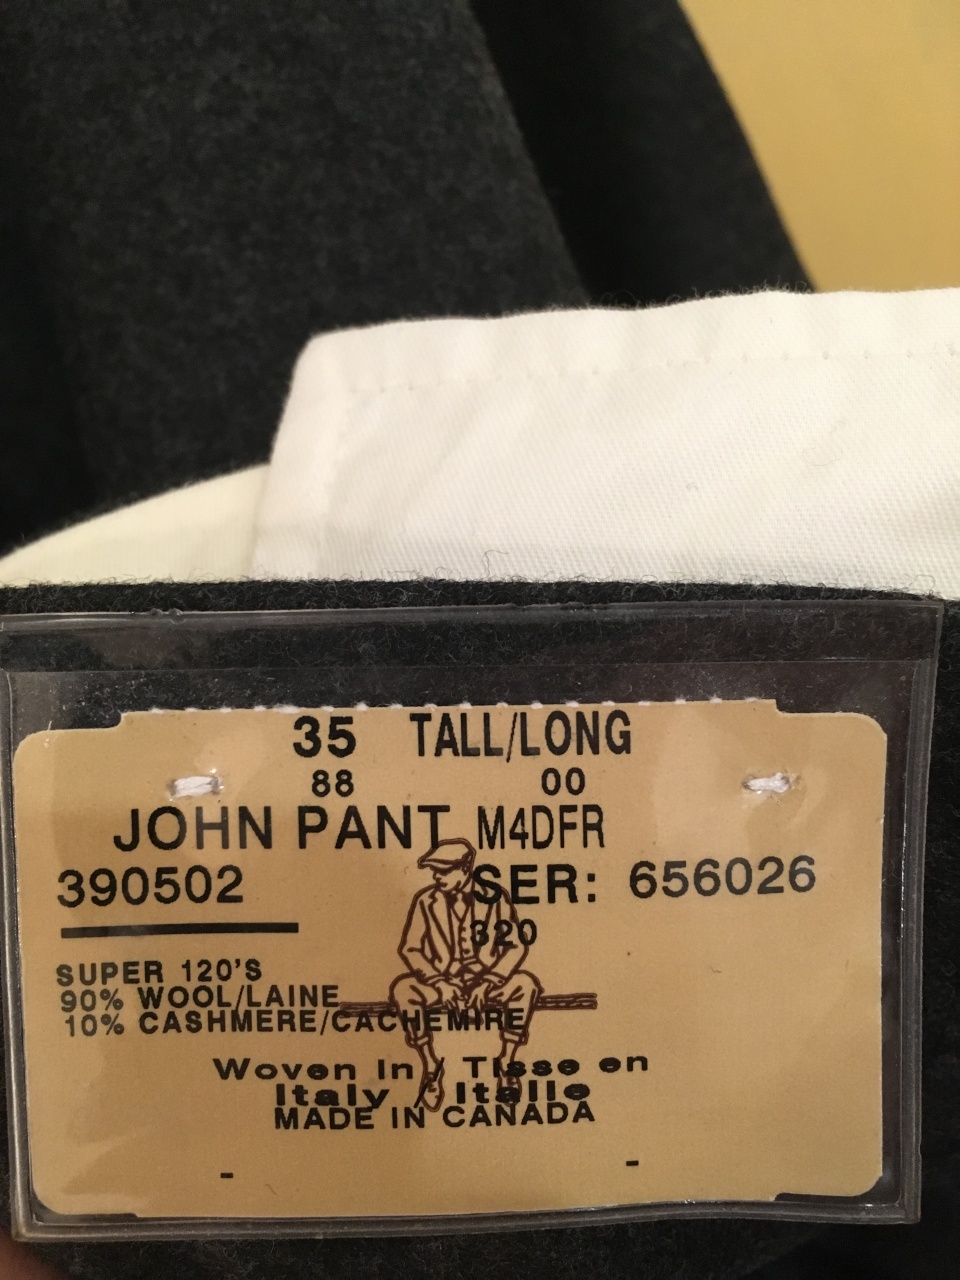 35 TALL/LONG
88 00
JOHN PANT M4DFR
390502 SER: 656026
320
SUPER 120'S
90% WOOL/LAINE
10% CASHMERE/CACHEMIRE
Woven In / Tisse en
Italy / Italie
MADE IN CANADA
- -